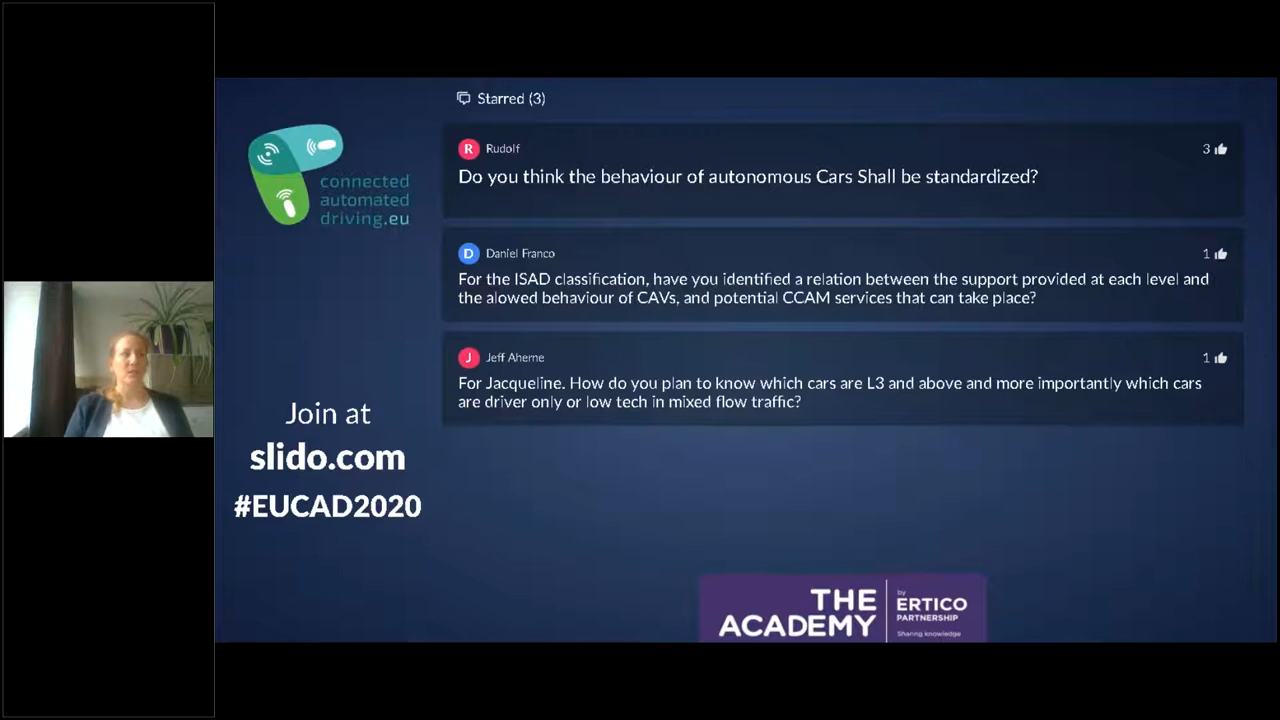 Starred (3)
R Rudolf 3
Do you think the behaviour of autonomous Cars Shall be standardized?
connected
automated
driving.eu
D Daniel Franco 1
For the ISAD classification, have you identified a relation between the support provided at each level and
the alowed behaviour of CAVs, and potential CCAM services that can take place?
J Jeff Aherne 1
For Jacqueline. How do you plan to know which cars are L3 and above and more importantly which cars
are driver only or low tech in mixed flow traffic?
Join at
slido.com
#EUCAD2020
THE
ACADEMY
by
ERTICO
PARTNERSHIP
Sharing knowledge